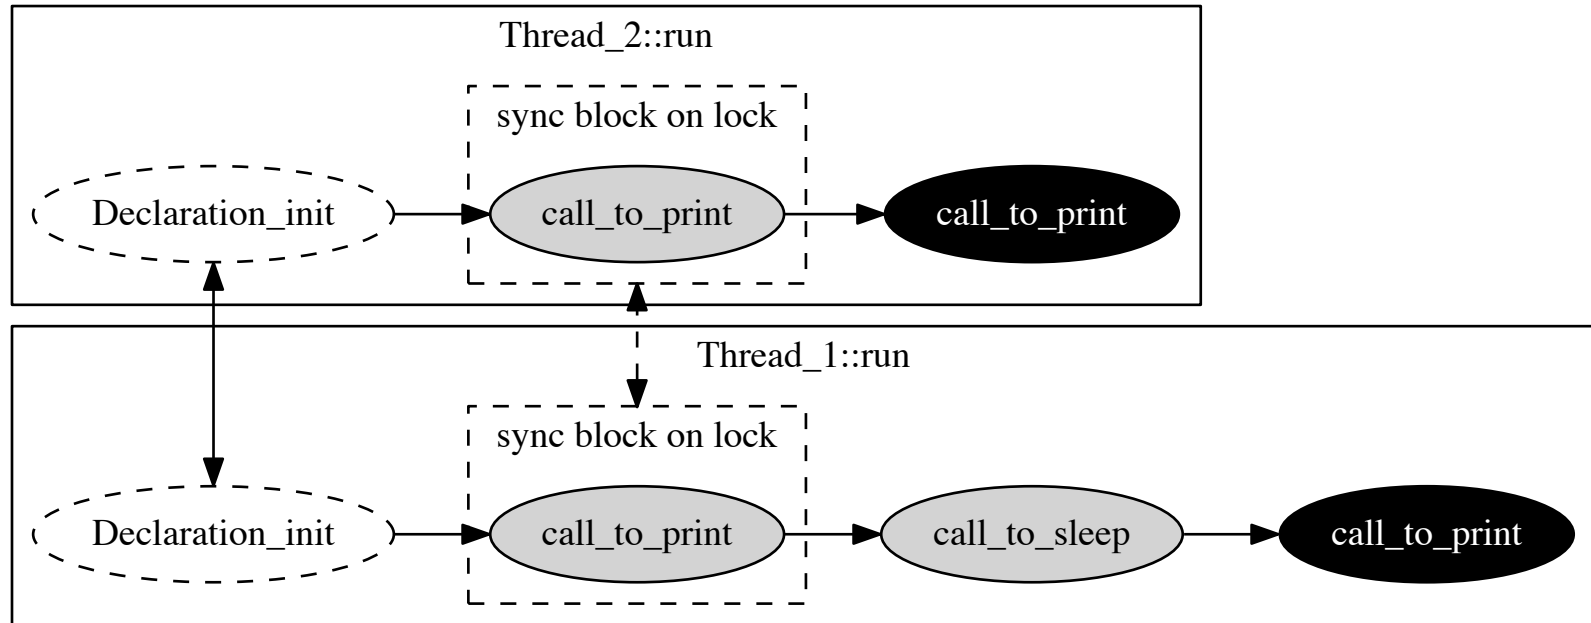 Thread_2::run
sync block on lock
Declaration_init
call_to_print
call_to_print
Thread_1::run
sync block on lock
Declaration_init
call_to_print
call_to_sleep
call_to_print